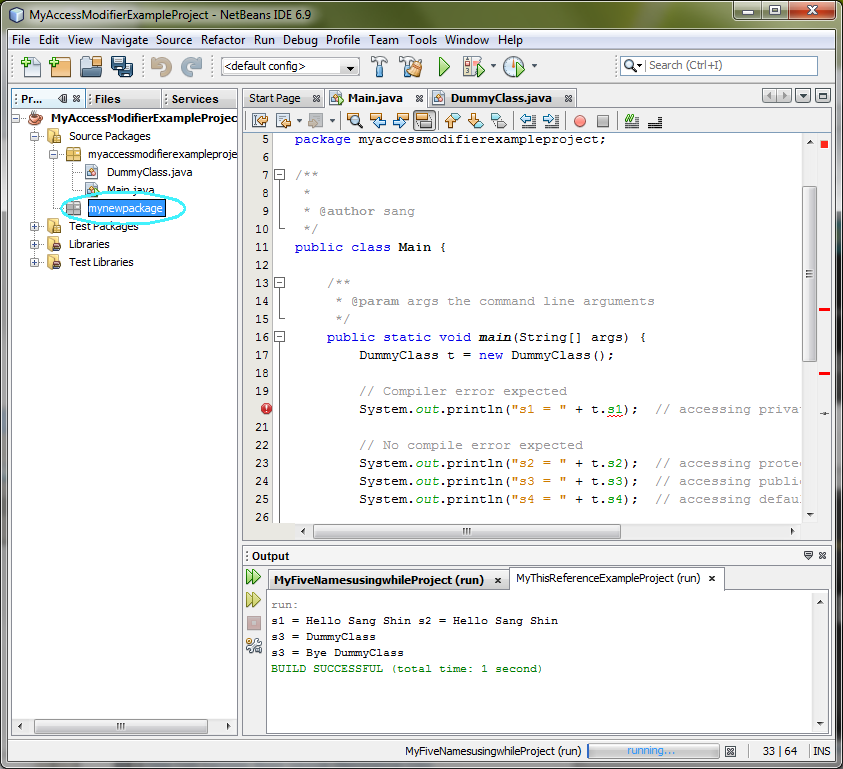 MyAccessModifierExampleProject - NetBeans IDE 6.9
File Edit View Navigate Source Refactor Run Debug Profile Team Tools Window Help
<default config>
Search (Ctrl+I)
Pr...
Files
Services
MyAccessModifierExampleProjec
Source Packages
myaccessmodifierexampleproje
DummyClass.java
Main.java
mynewpackage
Test Packages
Libraries
Test Libraries
Start Page
Main.java
DummyClass.java
5 package myaccessmodifierexampleproject;
6
7 /**
8 *
9 * @author sang
10 */
11 public class Main {
12
13 /**
14 * @param args the command line arguments
15 */
16 public static void main(String[] args) {
17 DummyClass t = new DummyClass();
18
19 // Compiler error expected
System.out.println("s1 = " + t.s1); // accessing priva
21
22 // No compile error expected
23 System.out.println("s2 = " + t.s2); // accessing prote
24 System.out.println("s3 = " + t.s3); // accessing publi
25 System.out.println("s4 = " + t.s4); // accessing defau
26
Output
MyFiveNamesusingwhileProject (run)
MyThisReferenceExampleProject (run)
run:
s1 = Hello Sang Shin s2 = Hello Sang Shin
s3 = DummyClass
s3 = Bye DummyClass
BUILD SUCCESSFUL (total time: 1 second)
MyFiveNamesusingwhileProject (run)
running...
33 | 64
INS